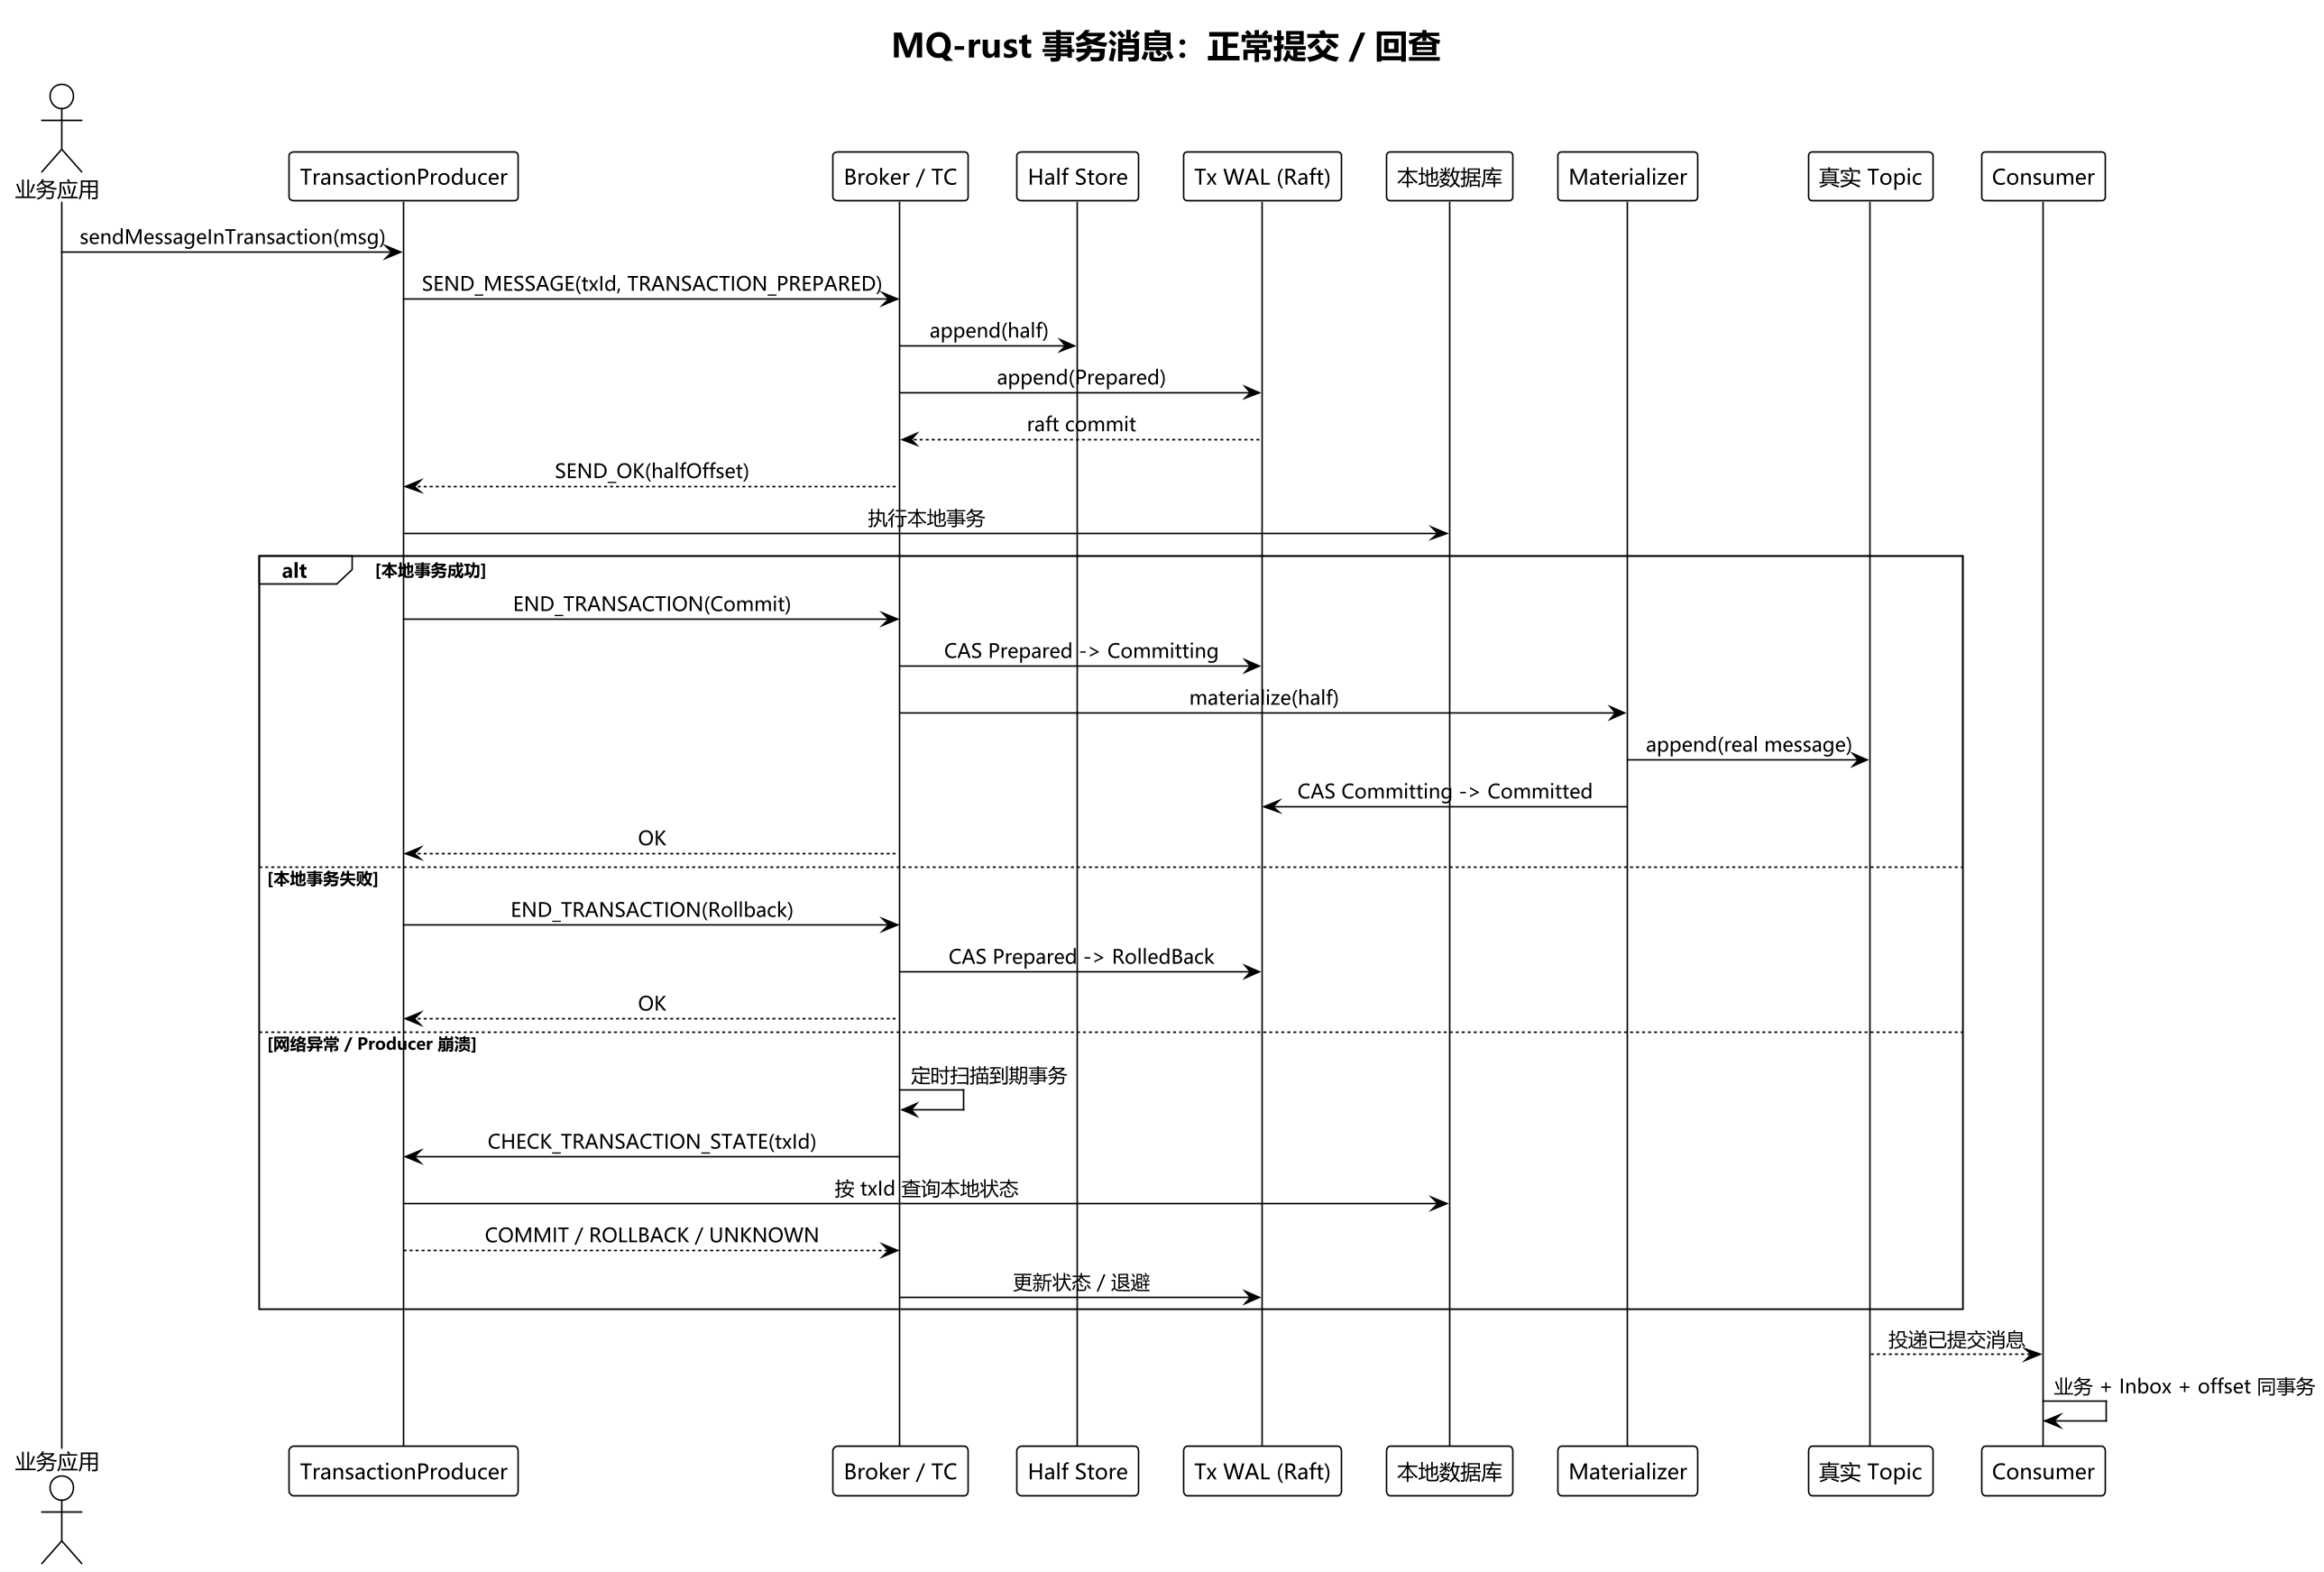 MQ-rust 事务消息：正常提交 / 回查
业务应用
TransactionProducer
Broker / TC
Half Store
Tx WAL (Raft)
本地数据库
Materializer
真实 Topic
Consumer
sendMessageInTransaction(msg)
SEND_MESSAGE(txId, TRANSACTION_PREPARED)
append(half)
append(Prepared)
raft commit
SEND_OK(halfOffset)
执行本地事务
alt [本地事务成功]
END_TRANSACTION(Commit)
CAS Prepared -> Committing
materialize(half)
append(real message)
CAS Committing -> Committed
OK
[本地事务失败]
END_TRANSACTION(Rollback)
CAS Prepared -> RolledBack
OK
[网络异常 / Producer 崩溃]
定时扫描到期事务
CHECK_TRANSACTION_STATE(txId)
按 txId 查询本地状态
COMMIT / ROLLBACK / UNKNOWN
更新状态 / 退避
投递已提交消息
业务 + Inbox + offset 同事务
业务应用
TransactionProducer
Broker / TC
Half Store
Tx WAL (Raft)
本地数据库
Materializer
真实 Topic
Consumer